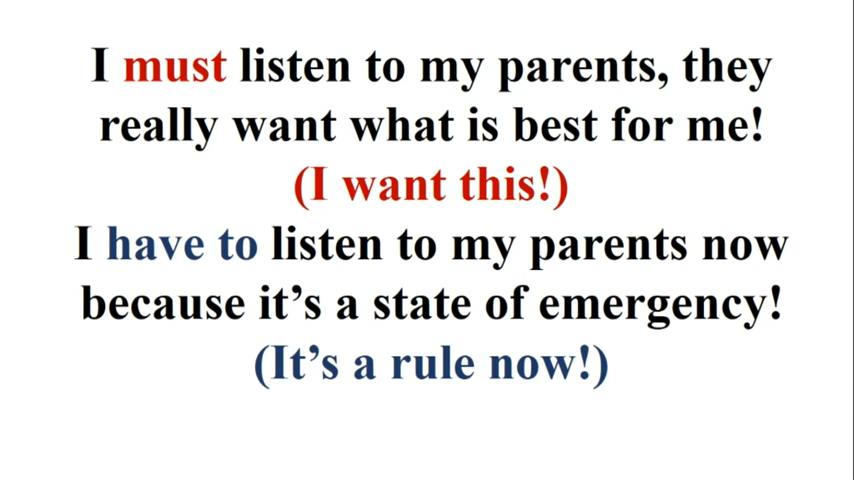 I must listen to my parents, they
really want what is best for me!
(I want this!)
I have to listen to my parents now
because it’s a state of emergency!
(It’s a rule now!)